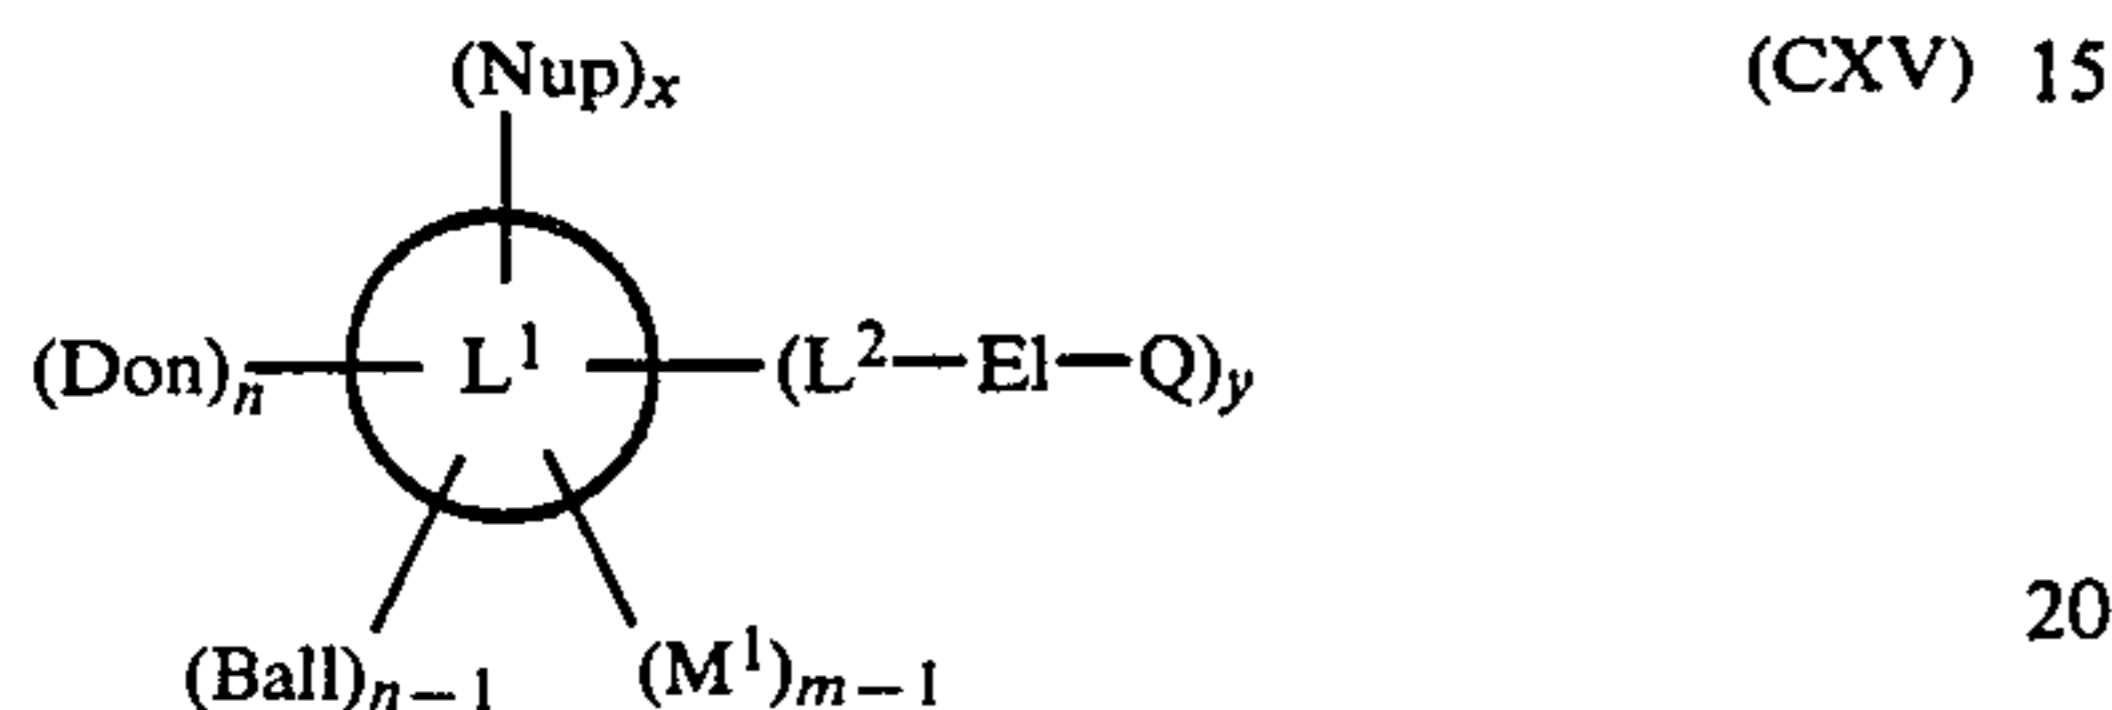 (Nup)x (CXV) 15
(Don)n L1 (L2—El—Q)y
20
(Ball)n−1 (M1)m−1